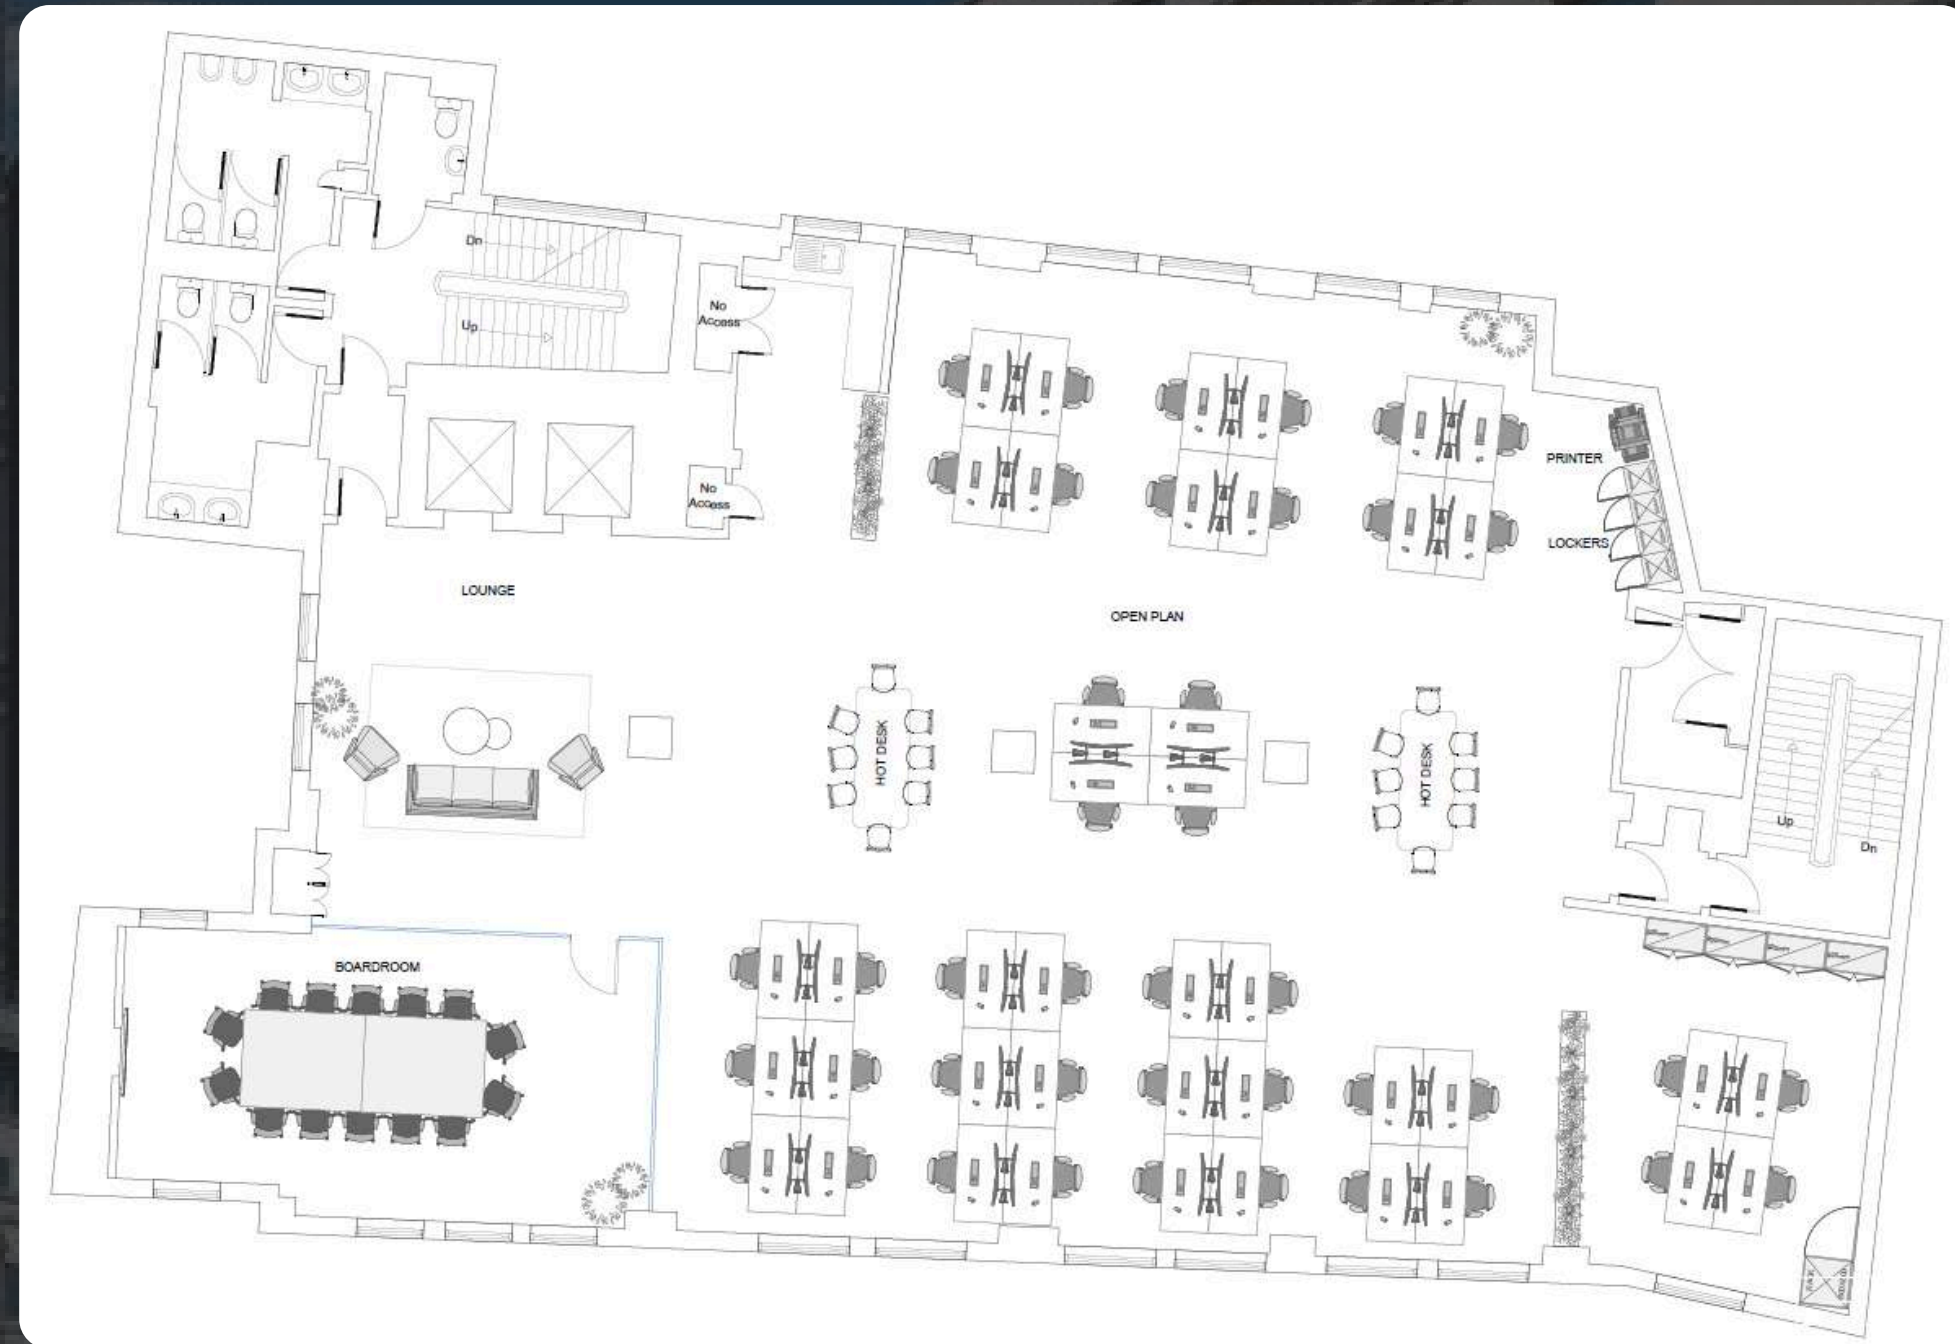 Dn
Up
No
Access
No
Access
PRINTER
LOCKERS
LOUNGE
OPEN PLAN
HOT DESK
HOT DESK
Up
Dn
BOARDROOM